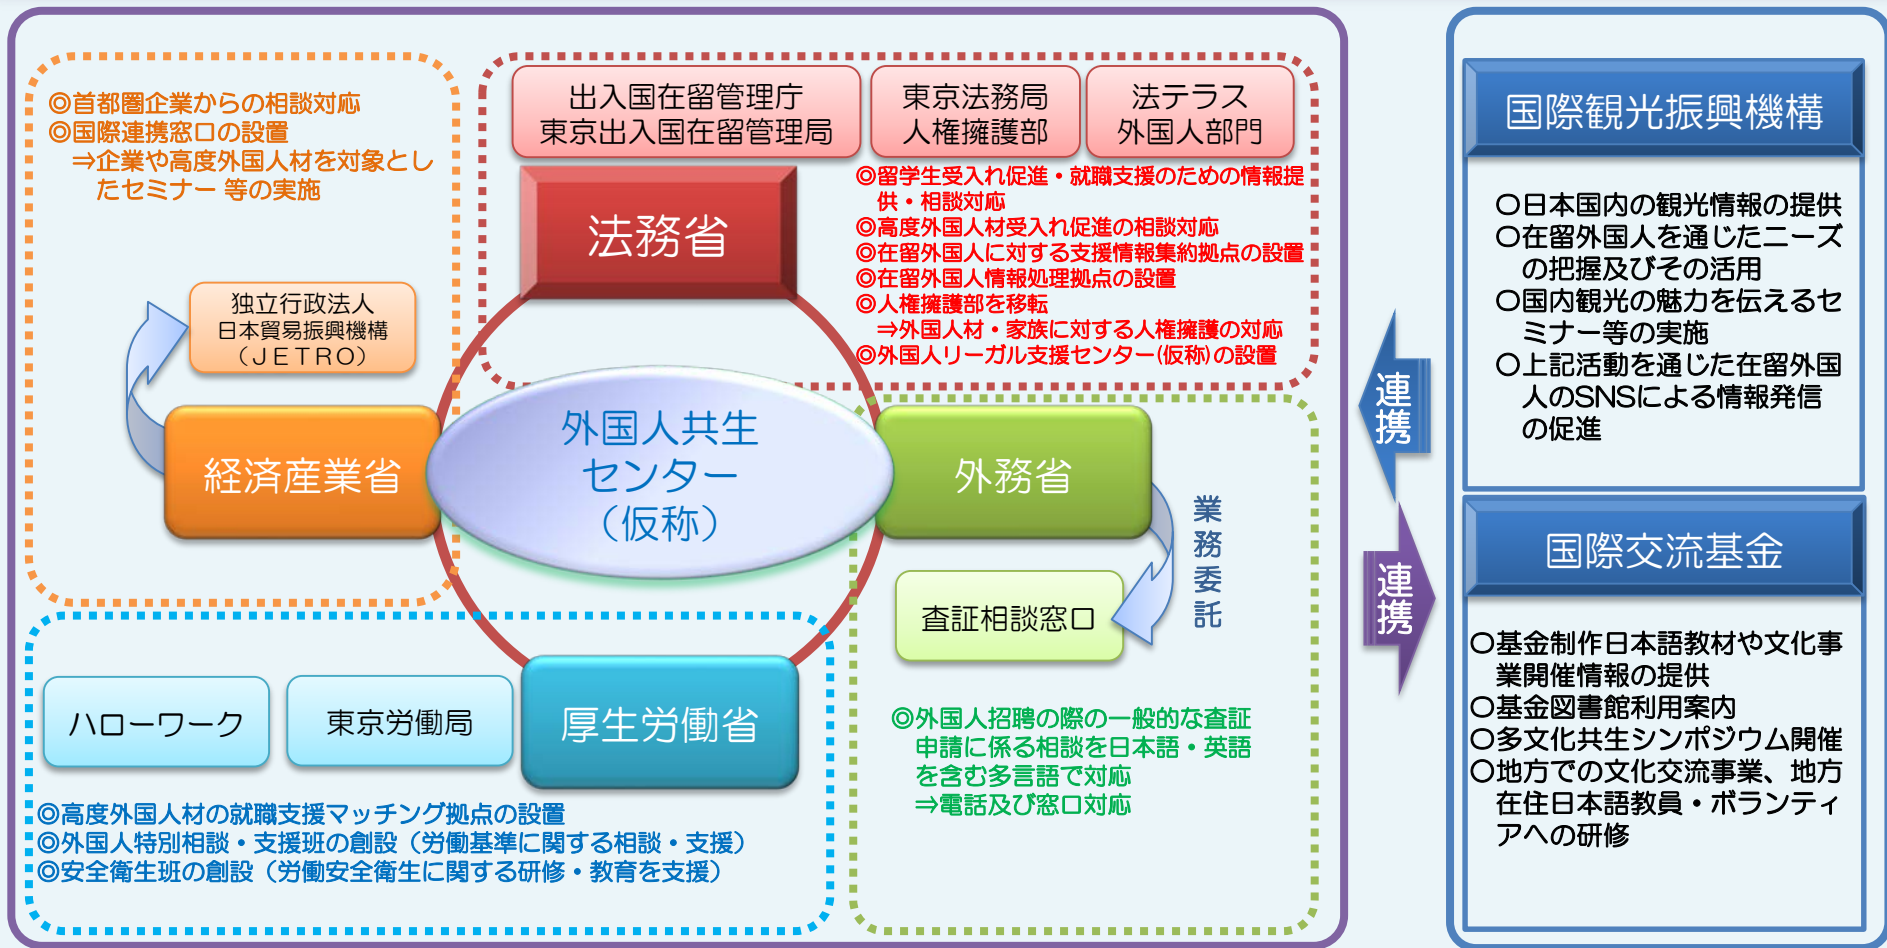 ◎首都圏企業からの相談対応
◎国際連携窓口の設置
⇒企業や高度外国人材を対象とし
たセミナー 等の実施
独立行政法人
日本貿易振興機構
（ＪＥＴＲＯ）
経済産業省
出入国在留管理庁
東京出入国在留管理局
東京法務局
人権擁護部
法テラス
外国人部門
法務省
◎留学生受入れ促進・就職支援のための情報提
供・相談対応
◎高度外国人材受入れ促進の相談対応
◎在留外国人に対する支援情報集約拠点の設置
◎在留外国人情報処理拠点の設置
◎人権擁護部を移転
⇒外国人材・家族に対する人権擁護の対応
◎外国人リーガル支援センター(仮称)の設置
外国人共生
センター
（仮称）
外務省
業務委託
査証相談窓口
◎外国人招聘の際の一般的な査証
申請に係る相談を日本語・英語
を含む多言語で対応
⇒電話及び窓口対応
ハローワーク
東京労働局
厚生労働省
◎高度外国人材の就職支援マッチング拠点の設置
◎外国人特別相談・支援班の創設（労働基準に関する相談・支援）
◎安全衛生班の創設（労働安全衛生に関する研修・教育を支援）
連携
連携
国際観光振興機構
〇日本国内の観光情報の提供
〇在留外国人を通じたニーズ
の把握及びその活用
〇国内観光の魅力を伝えるセ
ミナー等の実施
〇上記活動を通じた在留外国
人のSNSによる情報発信
の促進
国際交流基金
〇基金制作日本語教材や文化事
業開催情報の提供
〇基金図書館利用案内
〇多文化共生シンポジウム開催
〇地方での文化交流事業、地方
在住日本語教員・ボランティ
アへの研修